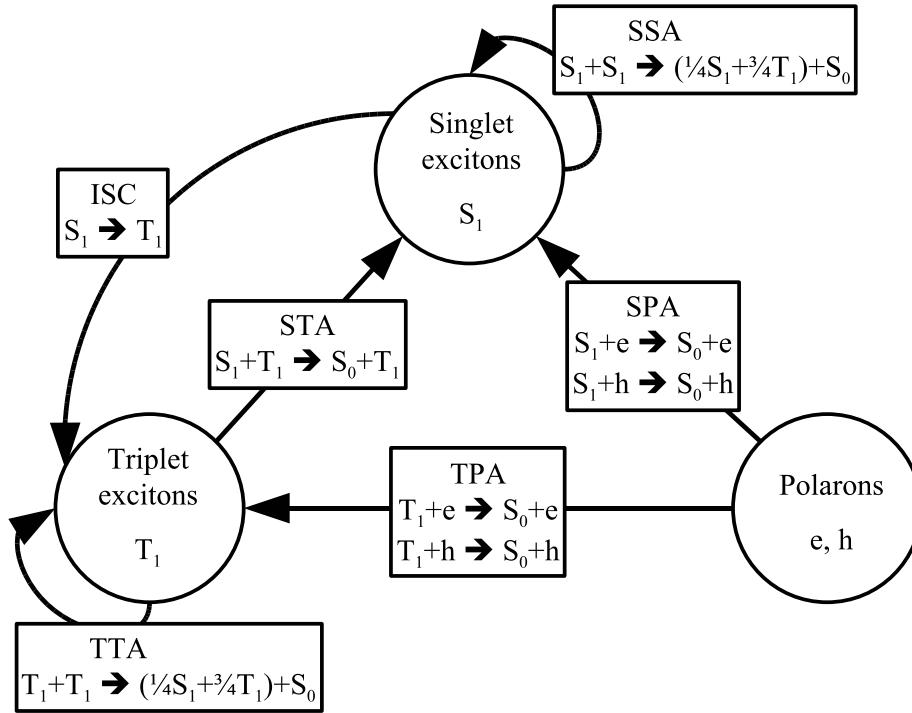 SSA
S₁+S₁ ➔ (¼S₁+¾T₁)+S₀
Singlet
excitons
S₁
ISC
S₁ ➔ T₁
STA
S₁+T₁ ➔ S₀+T₁
SPA
S₁+e ➔ S₀+e
S₁+h ➔ S₀+h
Triplet
excitons
T₁
TPA
T₁+e ➔ S₀+e
T₁+h ➔ S₀+h
Polarons
e, h
TTA
T₁+T₁ ➔ (¼S₁+¾T₁)+S₀